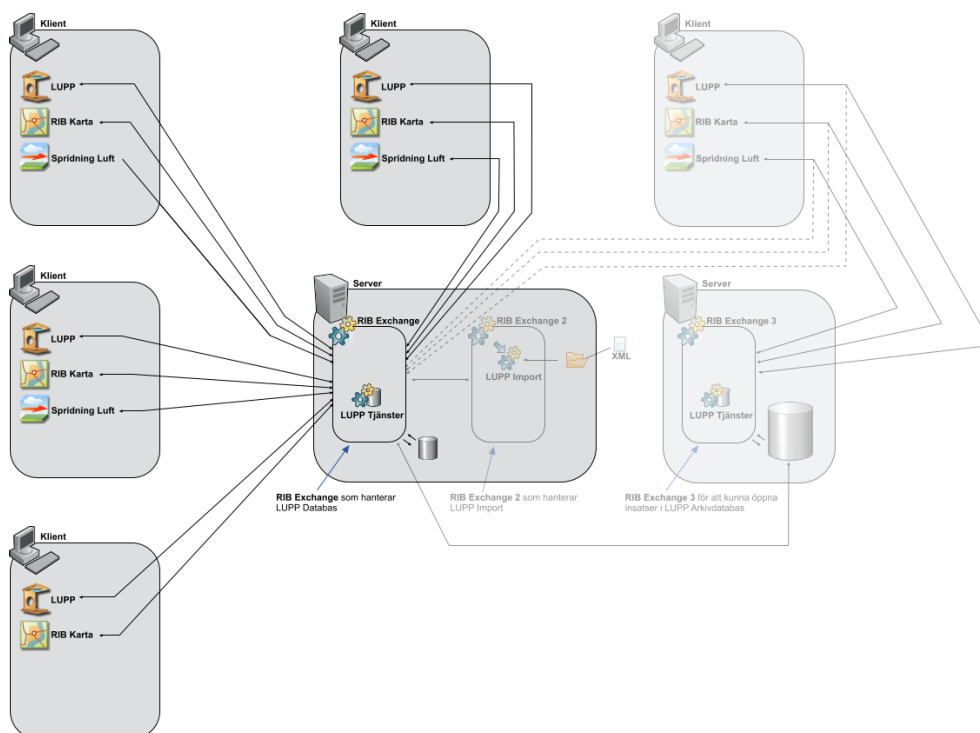 Klient
LUPP
RIB Karta
Spridning Luft
Klient
LUPP
RIB Karta
Spridning Luft
Klient
LUPP
RIB Karta
Spridning Luft
Klient
LUPP
RIB Karta
Spridning Luft
Server
RIB Exchange
LUPP Tjänster
RIB Exchange 2
LUPP Import
XML
Server
RIB Exchange 3
LUPP Tjänster
RIB Exchange som hanterar
LUPP Databas
RIB Exchange 2 som hanterar
LUPP Import
RIB Exchange 3 för att kunna öppna
insatser i LUPP Arkivdatabas
Klient
LUPP
RIB Karta